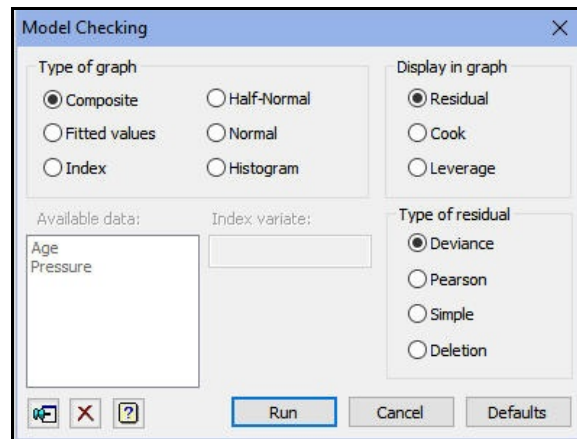 Model Checking
Type of graph
Composite
Half-Normal
Fitted values
Normal
Index
Histogram
Display in graph
Residual
Cook
Leverage
Available data:
Age
Pressure
Index variate:
Type of residual
Deviance
Pearson
Simple
Deletion
?
Run
Cancel
Defaults